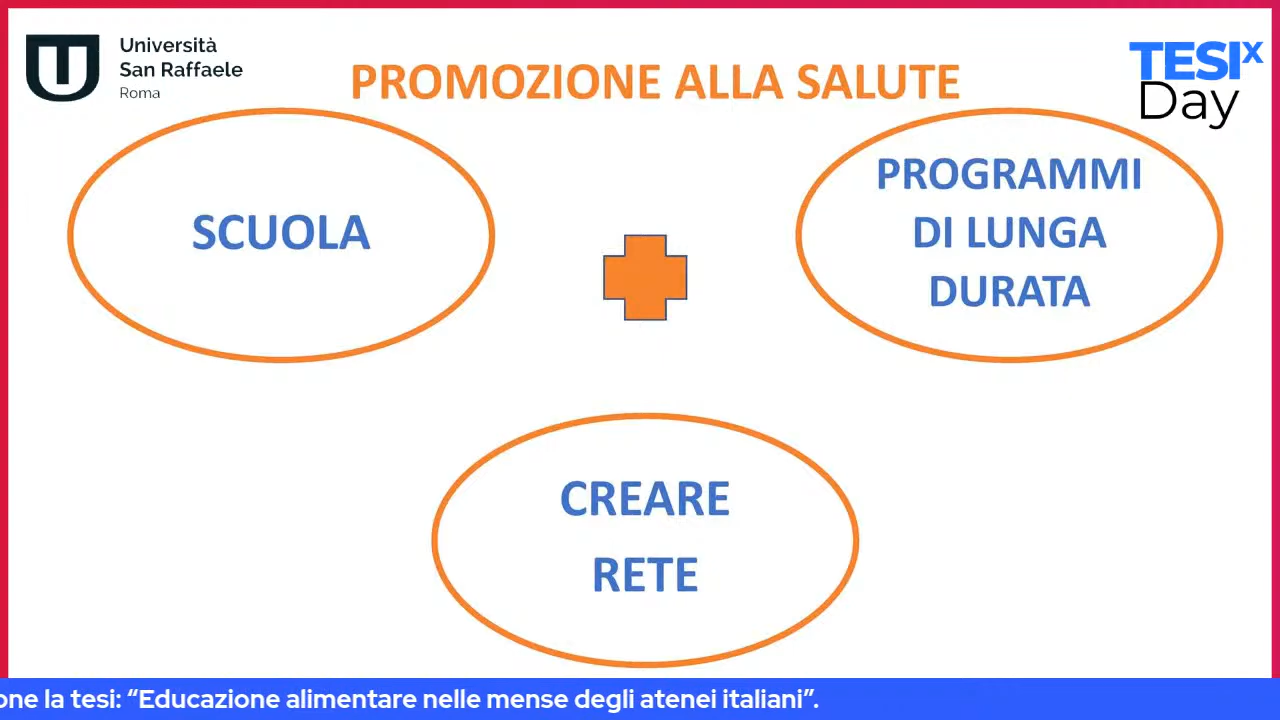 Università
San Raffaele
Roma
PROMOZIONE ALLA SALUTE
TESIX
Day
SCUOLA
PROGRAMMI
DI LUNGA
DURATA
CREARE
RETE
one la tesi: “Educazione alimentare nelle mense degli atenei italiani”.